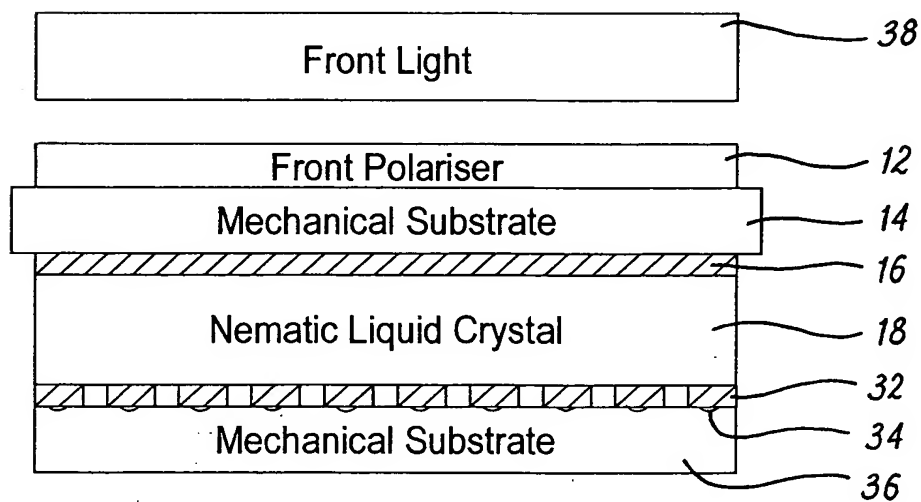 38
Front Light
Front Polariser
12
Mechanical Substrate
14
16
Nematic Liquid Crystal
18
32
34
Mechanical Substrate
36